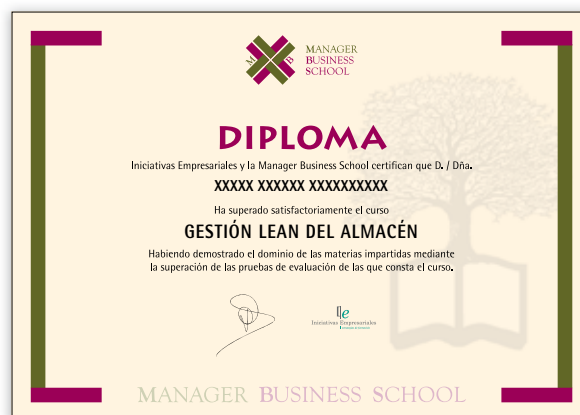 MANAGER
BUSINESS
SCHOOL
M B
DIPLOMA
Iniciativas Empresariales y la Manager Business School certifican que D. / Dña.
XXXXX XXXXXX XXXXXXXXXX
Ha superado satisfactoriamente el curso
GESTIÓN LEAN DEL ALMACÉN
Habiendo demostrado el dominio de las materias impartidas mediante
la superación de las pruebas de evaluación de las que consta el curso.
Iniciativas Empresariales
MANAGER BUSINESS SCHOOL